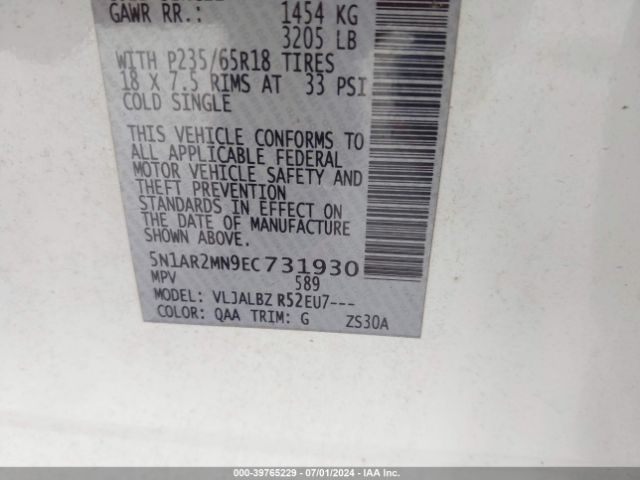 GAWR RR.: 1454 KG
3205 LB
WITH P235/65R18 TIRES
18 X 7.5 RIMS AT 33 PSI
COLD SINGLE
THIS VEHICLE CONFORMS TO
ALL APPLICABLE FEDERAL
MOTOR VEHICLE SAFETY AND
THEFT PREVENTION
STANDARDS IN EFFECT ON
THE DATE OF MANUFACTURE
SHOWN ABOVE.
5N1AR2MN9EC731930
MPV 589
MODEL: VLJALBZ R52EU7---
COLOR: QAA TRIM: G ZS30A
000-39765229 - 07/01/2024 - IAA Inc.